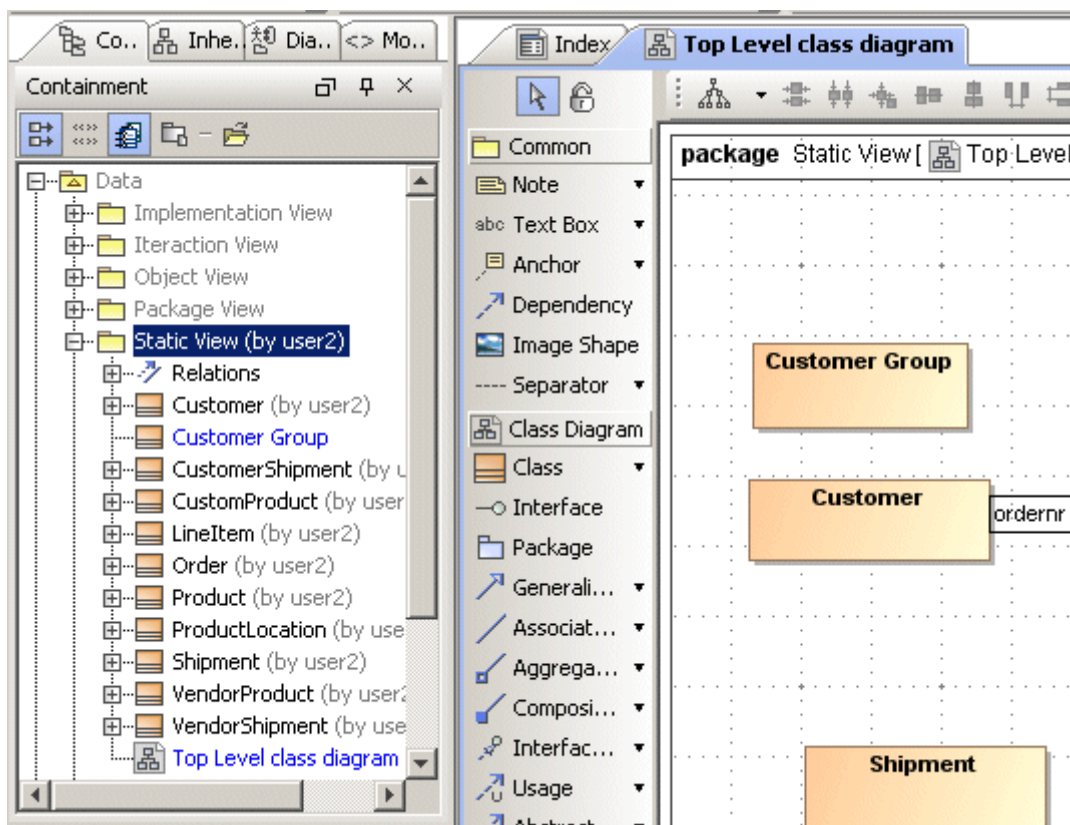 Co..
Inhe..
Dia..
<> Mo..
Containment
Data
Implementation View
Iteraction View
Object View
Package View
Static View (by user2)
Relations
Customer (by user2)
Customer Group
CustomerShipment (by u
CustomProduct (by user
LineItem (by user2)
Order (by user2)
Product (by user2)
ProductLocation (by use
Shipment (by user2)
VendorProduct (by user2
VendorShipment (by use
Top Level class diagram
Index
Top Level class diagram
Common
Note
abc Text Box
Anchor
Dependency
Image Shape
Separator
Class Diagram
Class
Interface
Package
Generali...
Associat...
Aggrega...
Composi...
Interfac...
Usage
package Static View [ Top Level
Customer Group
Customer
ordernr
Shipment